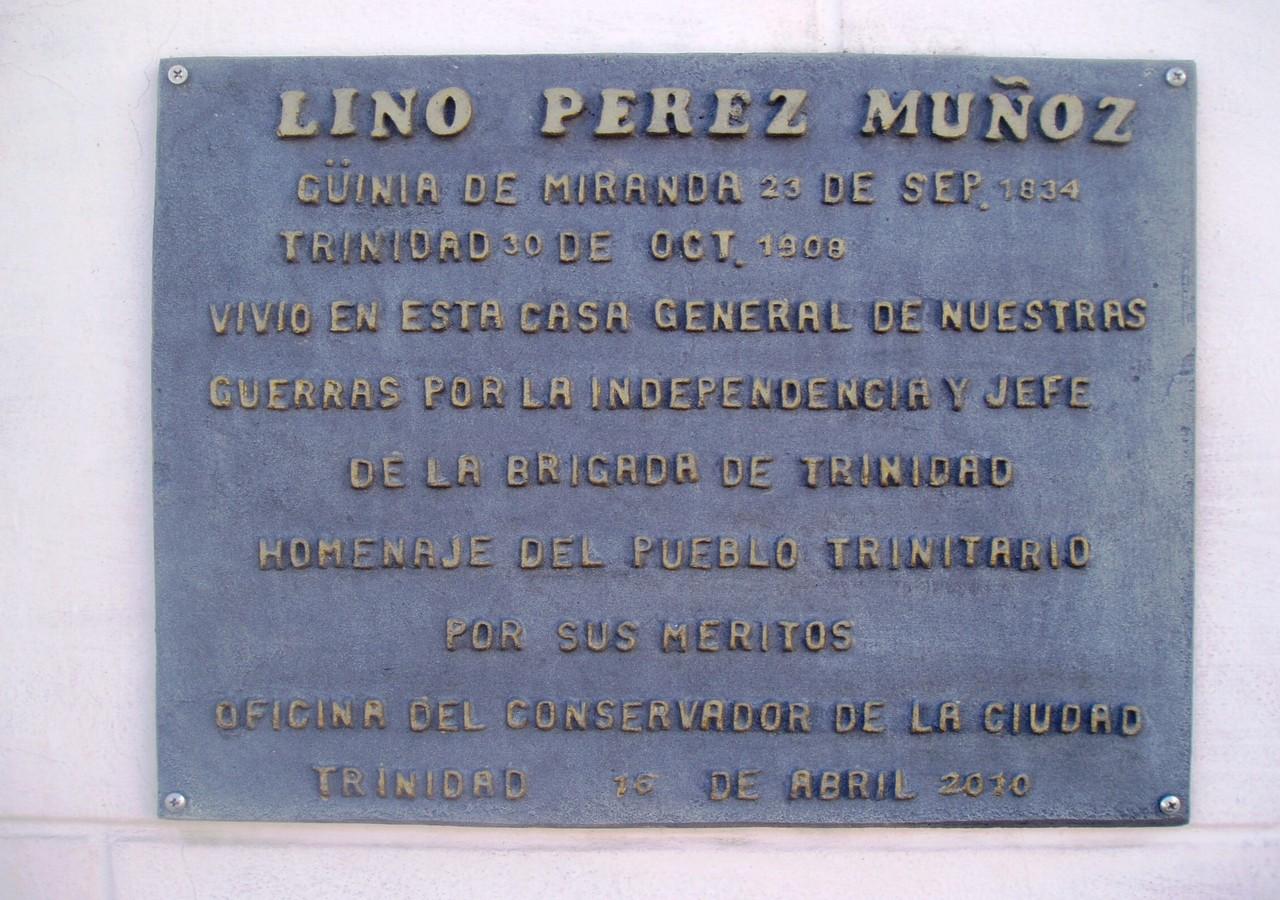 LINO PEREZ MUÑOZ
GÜINIA DE MIRANDA 23 DE SEP. 1834
TRINIDAD 30 DE OCT. 1908
VIVIO EN ESTA CASA GENERAL DE NUESTRAS
GUERRAS POR LA INDEPENDENCIA Y JEFE
DE LA BRIGADA DE TRINIDAD
HOMENAJE DEL PUEBLO TRINITARIO
POR SUS MERITOS
OFICINA DEL CONSERVADOR DE LA CIUDAD
TRINIDAD 16 DE ABRIL 2010